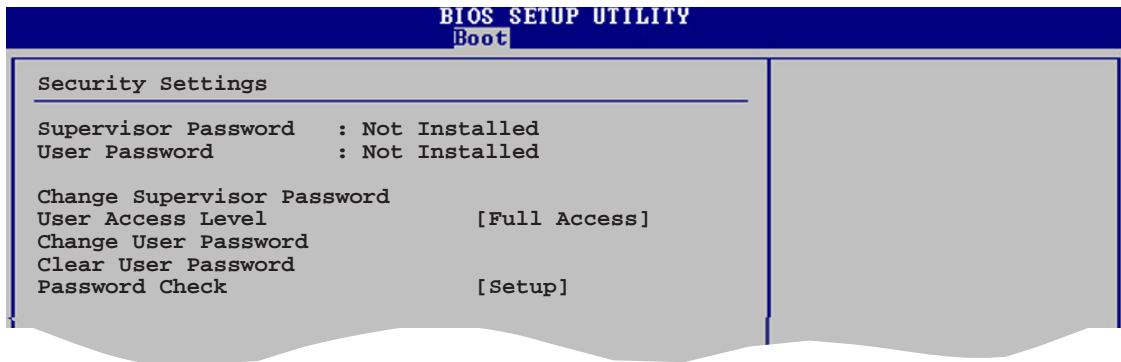 BIOS SETUP UTILITY
Boot
Security Settings
Supervisor Password : Not Installed
User Password : Not Installed
Change Supervisor Password
User Access Level [Full Access]
Change User Password
Clear User Password
Password Check [Setup]